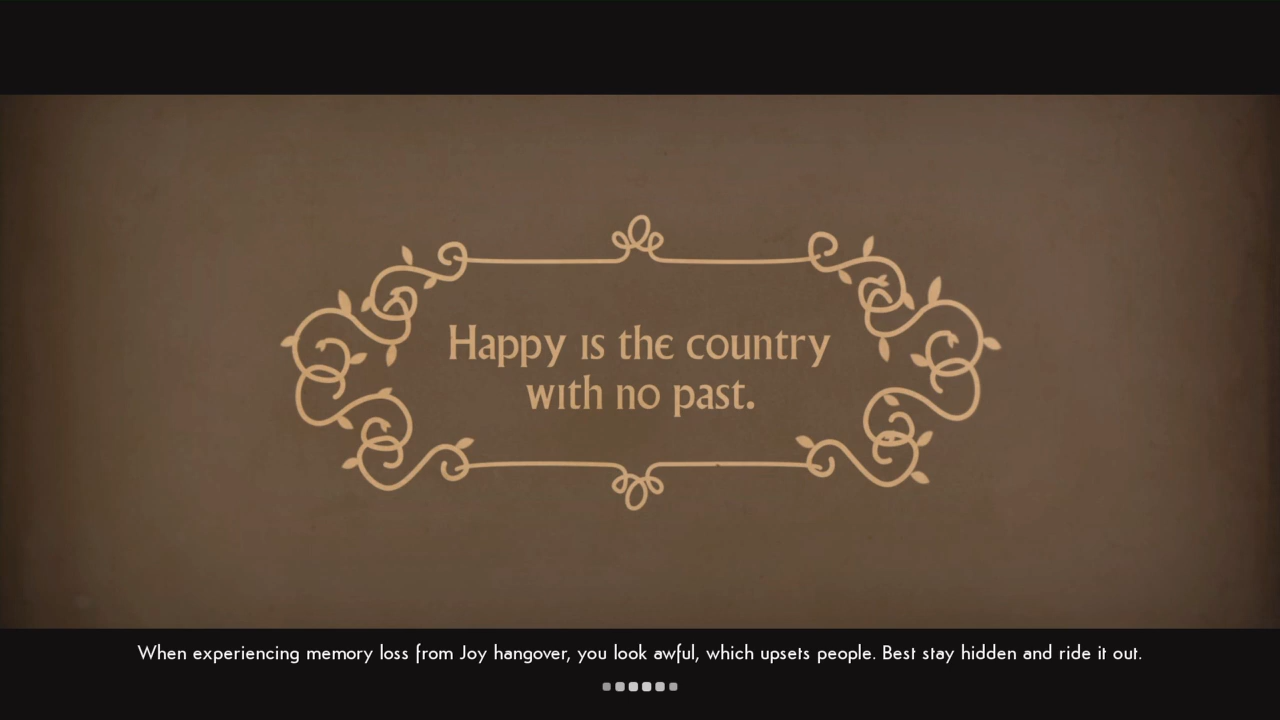 Happy is the country
with no past.
When experiencing memory loss from Joy hangover, you look awful, which upsets people. Best stay hidden and ride it out.